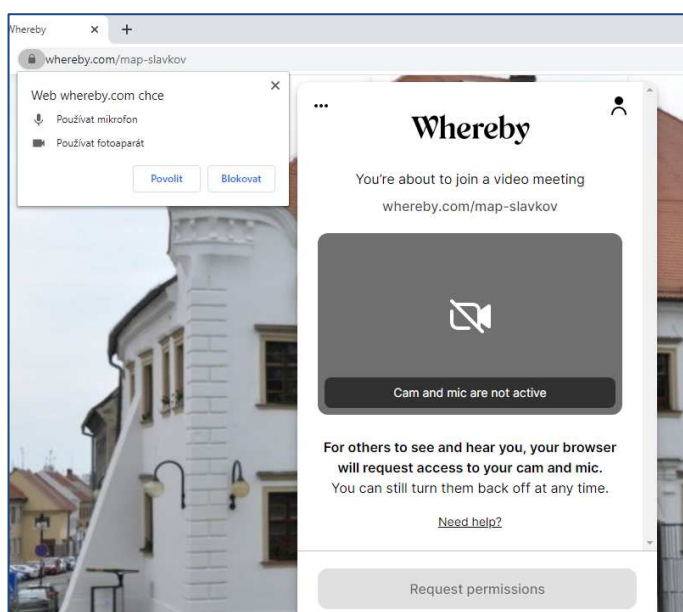 Whereby
whereby.com/map-slavkov
Web whereby.com chce
Používat mikrofon
Používat fotoaparát
Povolit
Blokovat
Whereby
You're about to join a video meeting
whereby.com/map-slavkov
Cam and mic are not active
For others to see and hear you, your browser
will request access to your cam and mic.
You can still turn them back off at any time.
Need help?
Request permissions